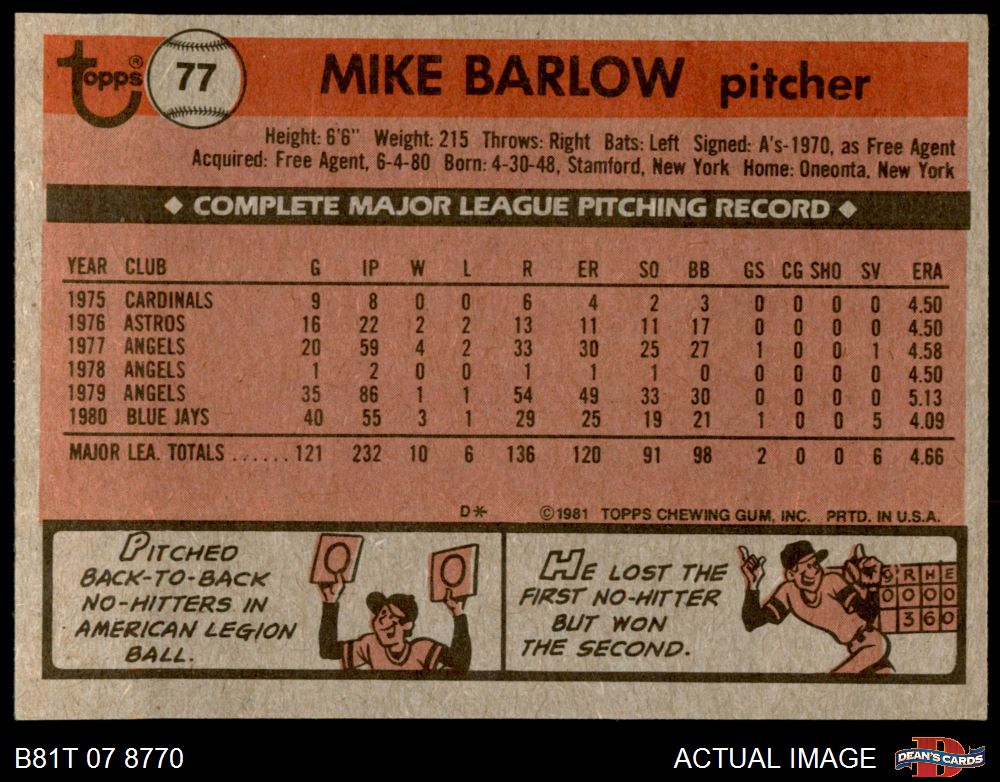 topps® 77 MIKE BARLOW pitcher
Height: 6'6" Weight: 215 Throws: Right Bats: Left Signed: A's-1970, as Free Agent
Acquired: Free Agent, 6-4-80 Born: 4-30-48, Stamford, New York Home: Oneonta, New York
◆ COMPLETE MAJOR LEAGUE PITCHING RECORD ◆
YEAR CLUB G IP W L R ER SO BB GS CG SHO SV ERA
1975 CARDINALS 9 8 0 0 6 4 2 3 0 0 0 0 4.50
1976 ASTROS 16 22 2 2 13 11 11 17 0 0 0 0 4.50
1977 ANGELS 20 59 4 2 33 30 25 27 1 0 0 1 4.58
1978 ANGELS 1 2 0 0 1 1 1 0 0 0 0 0 4.50
1979 ANGELS 35 86 1 1 54 49 33 30 0 0 0 0 5.13
1980 BLUE JAYS 40 55 3 1 29 25 19 21 1 0 0 5 4.09
MAJOR LEA. TOTALS ...... 121 232 10 6 136 120 91 98 2 0 0 6 4.66
D* ©1981 TOPPS CHEWING GUM, INC. PRTD. IN U.S.A.
PITCHED
BACK-TO-BACK
NO-HITTERS IN
AMERICAN LEGION
BALL.
0 0
HE LOST THE
FIRST NO-HITTER
BUT WON
THE SECOND.
9 R H E
0 0 0 0
3 6 0
B81T 07 8770 ACTUAL IMAGE DEAN'S CARDS